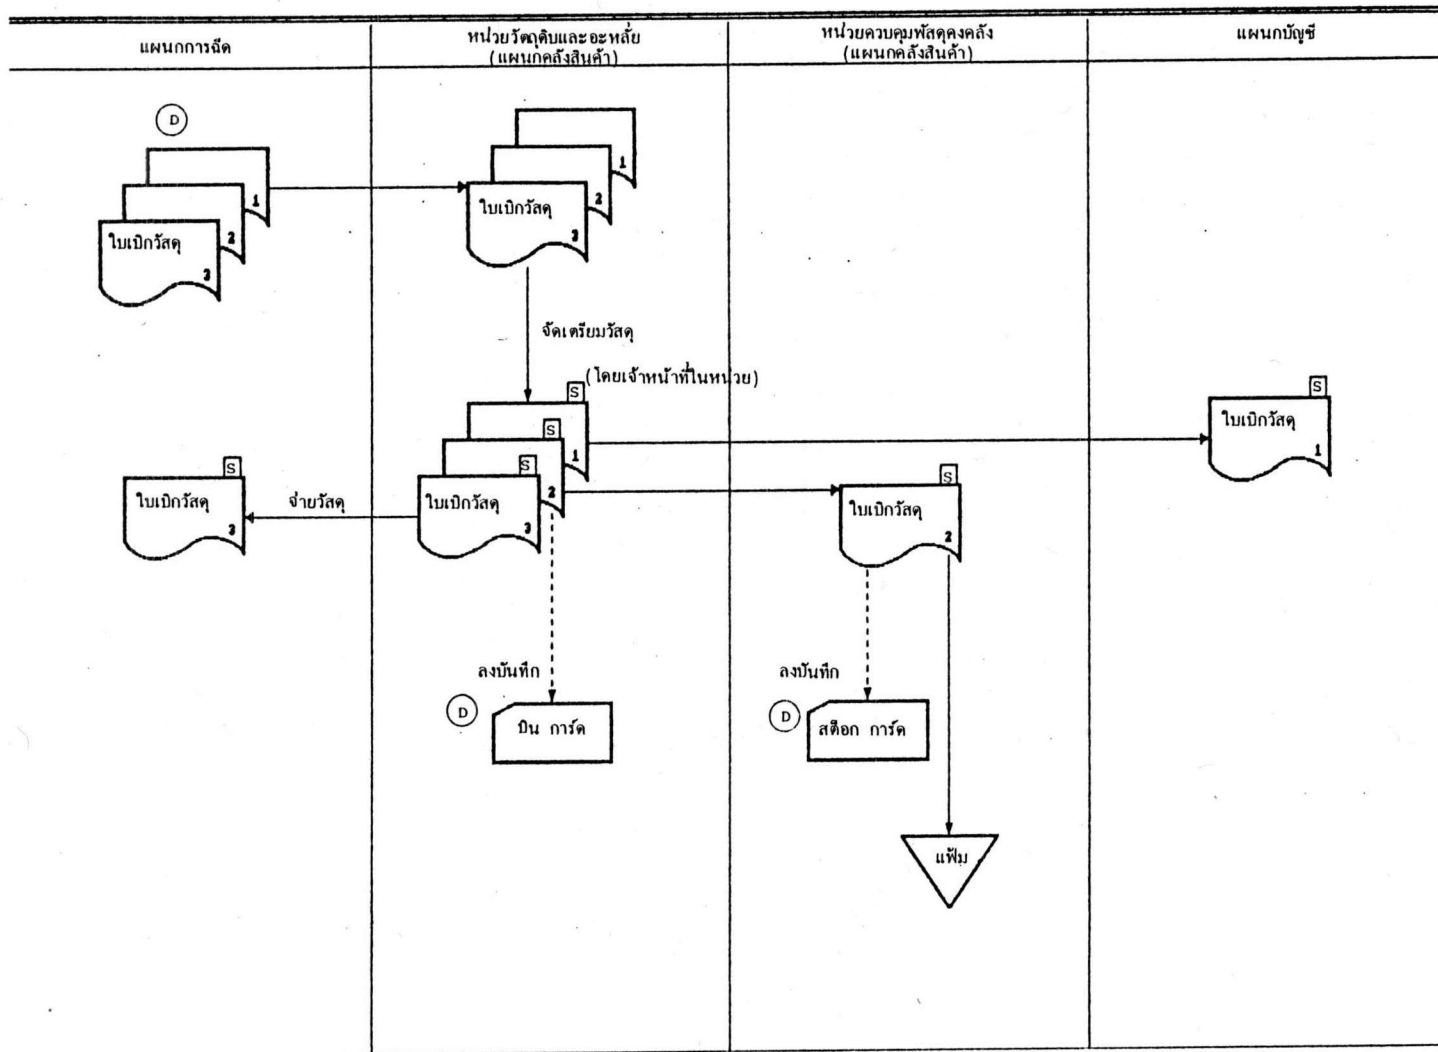 แผนกการฉีด
หน่วยวัตถุดิบและอะหลั่ย
(แผนกคลังสินค้า)
หน่วยควบคุมพัสดุคงคลัง
(แผนกคลังสินค้า)
แผนกบัญชี
D
1
2
ใบเบิกวัสดุ
3
1
2
ใบเบิกวัสดุ
3
จัดเตรียมวัสดุ
(โดยเจ้าหน้าที่ในหน่วย)
S
1
S
2
S
ใบเบิกวัสดุ
3
S
ใบเบิกวัสดุ
1
S
ใบเบิกวัสดุ
3
จ่ายวัสดุ
S
ใบเบิกวัสดุ
2
ลงบันทึก
D
บิน การ์ด
ลงบันทึก
D
สต๊อก การ์ด
แฟ้ม